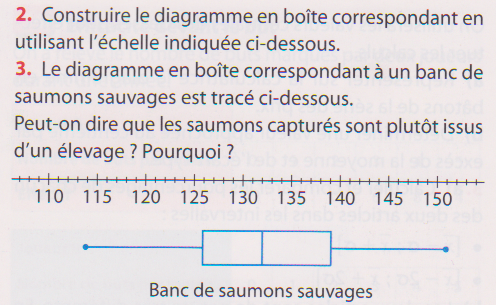 2. Construire le diagramme en boîte correspondant en
utilisant l'échelle indiquée ci-dessous.
3. Le diagramme en boîte correspondant à un banc de
saumons sauvages est tracé ci-dessous.
Peut-on dire que les saumons capturés sont plutôt issus
d'un élevage ? Pourquoi ?
110 115 120 125 130 135 140 145 150
Banc de saumons sauvages